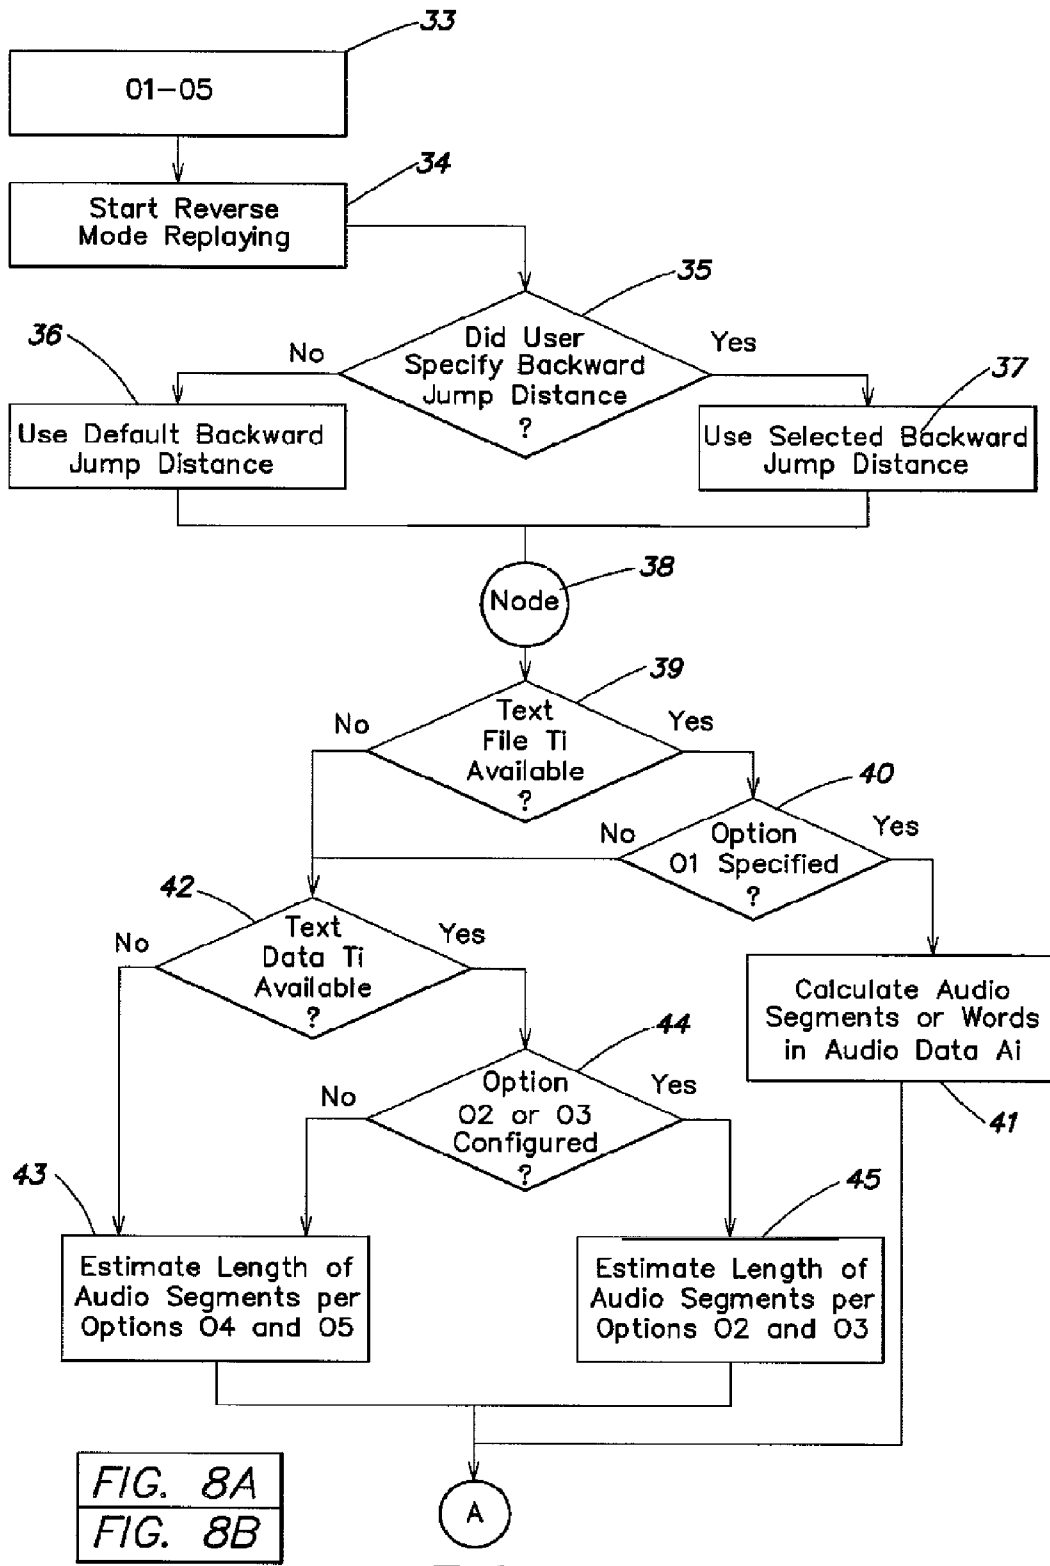 33
O1-O5
34
Start Reverse
Mode Replaying
35
Did User
Specify Backward
Jump Distance
?
No
Yes
36
Use Default Backward
Jump Distance
37
Use Selected Backward
Jump Distance
Node
38
39
Text
File Ti
Available
?
No
Yes
40
Option
O1 Specified
?
No
Yes
42
Text
Data Ti
Available
?
No
Yes
Calculate Audio
Segments or Words
in Audio Data Ai
41
44
Option
O2 or O3
Configured
?
No
Yes
43
Estimate Length of
Audio Segments per
Options O4 and O5
45
Estimate Length of
Audio Segments per
Options O2 and O3
A
FIG. 8A
FIG. 8B